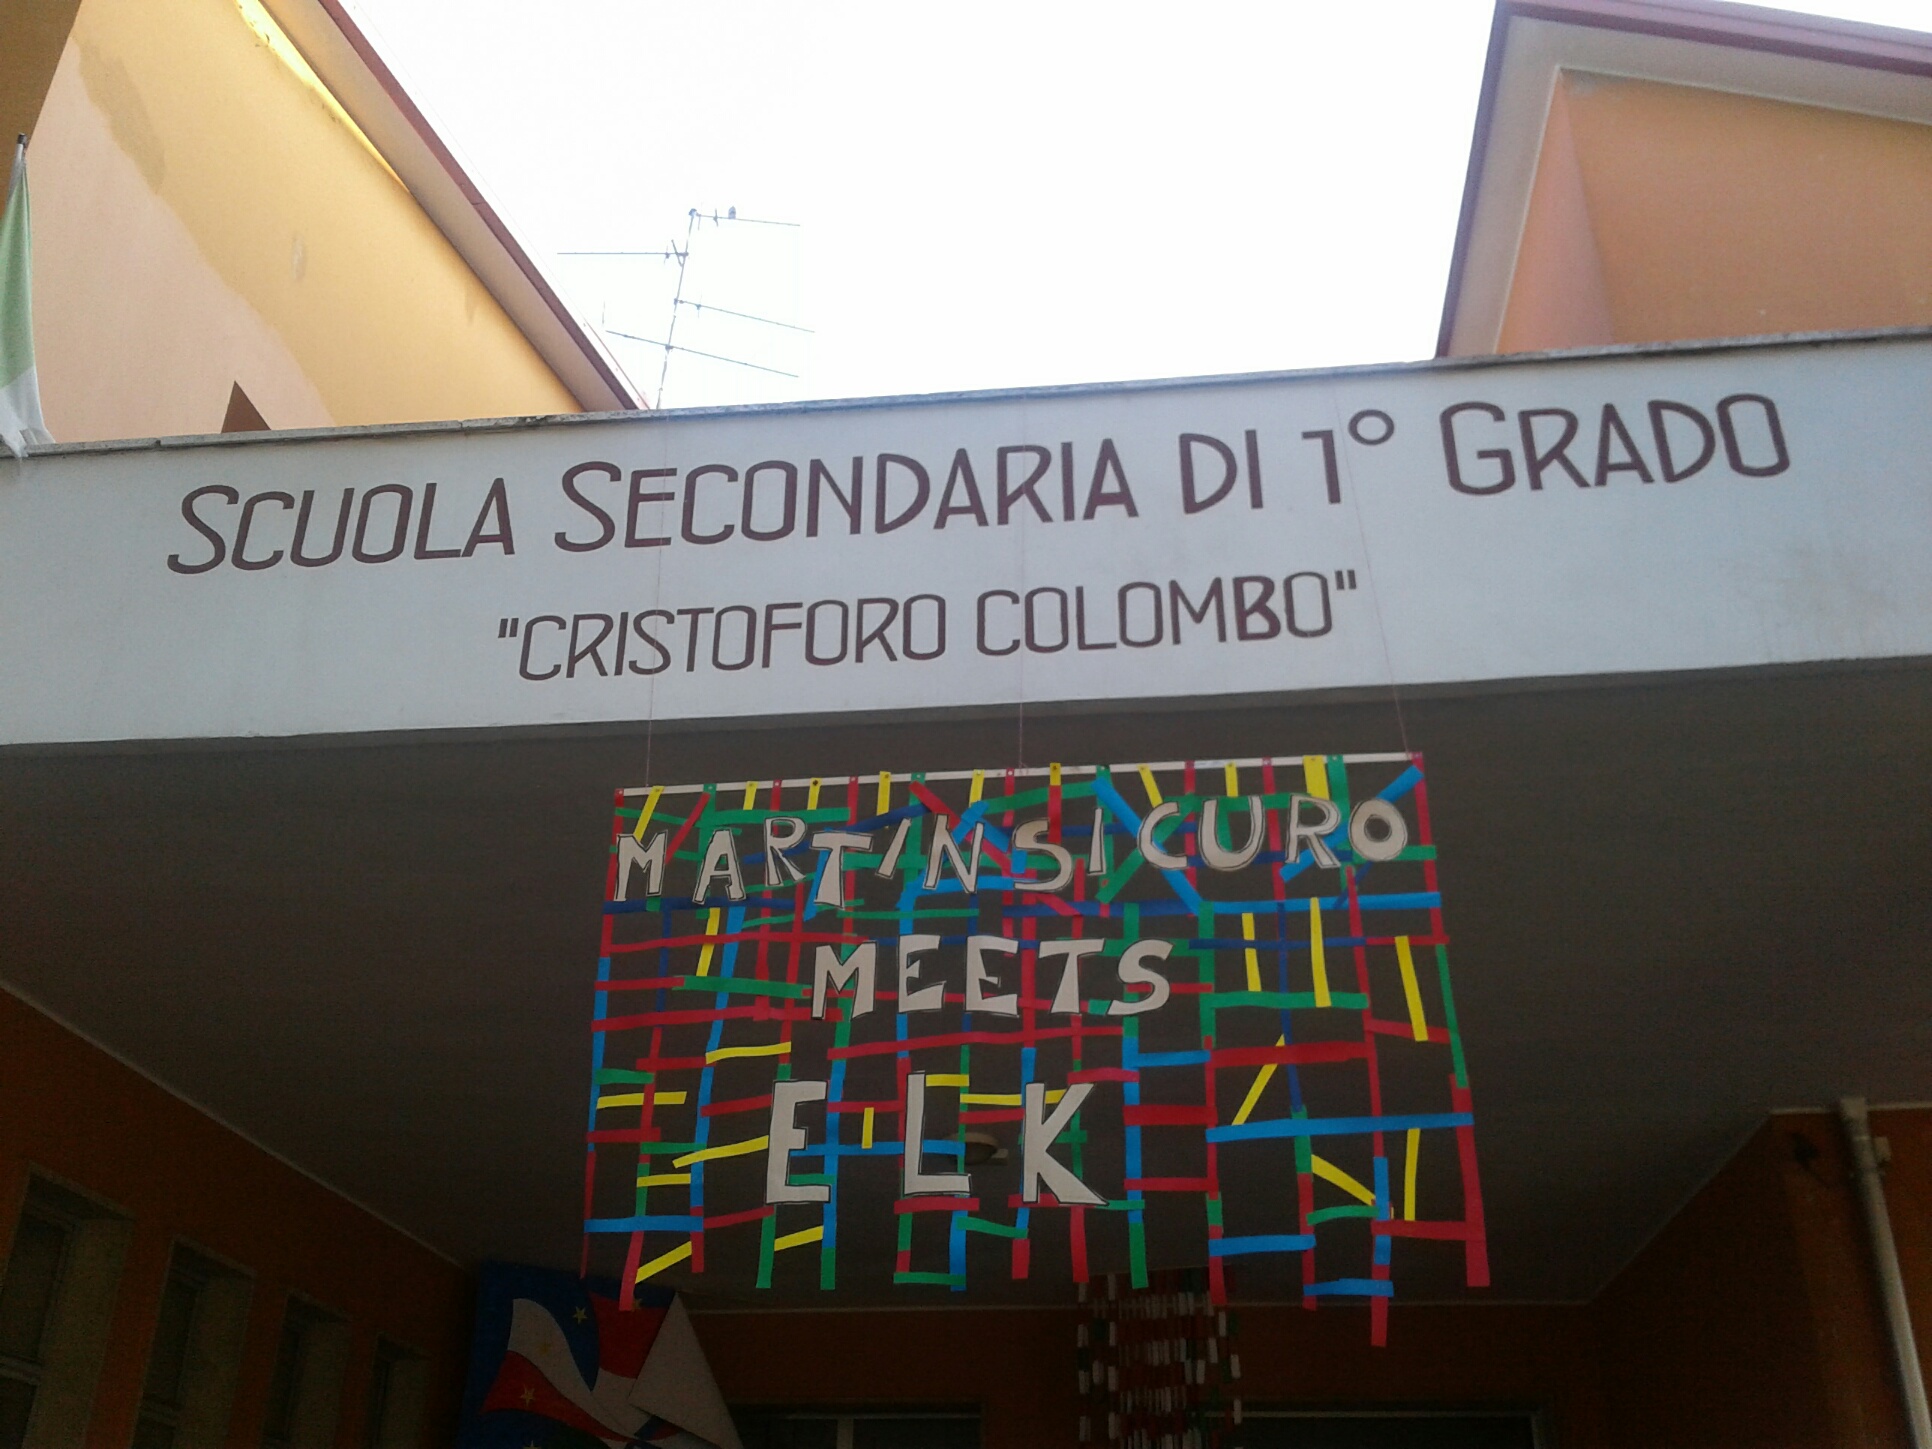 SCUOLA SECONDARIA DI 1° GRADO
"CRISTOFORO COLOMBO"
MARTINSICURO
MEETS
ELK